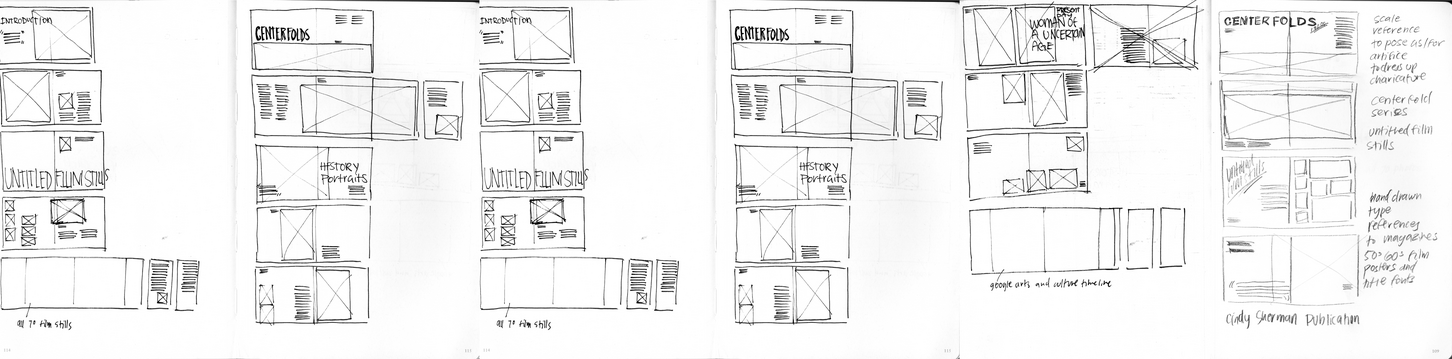 INTRODUCTION
UNTITLED FILM STILLS
all 70 film stills
CENTERFOLDS
HISTORY
Portraits
INTRODUCTION
UNTITLED FILM STILLS
all 70 film stills
CENTERFOLDS
HISTORY
Portraits
PRESENT
WOMAN OF
A UNCERTAIN
AGE
google arts and culture timeline
CENTERFOLDS
untitled
film stills
scale
reference
to pose as/for
artifice
to dress up
charicature
centerfold
series
untitled film
stills
hand drawn
type
references
to magazines
50s 60s film
posters and
title fonts
Cindy Sherman Publication